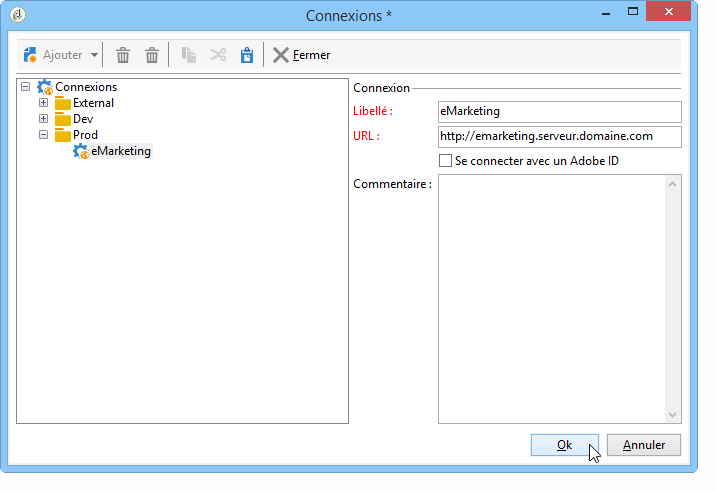 Connexions *
Ajouter Fermer
Connexions
External
Dev
Prod
eMarketing
Connexion
Libellé : eMarketing
URL : http://emarketing.serveur.domaine.com
Se connecter avec un Adobe ID
Commentaire :
Ok Annuler